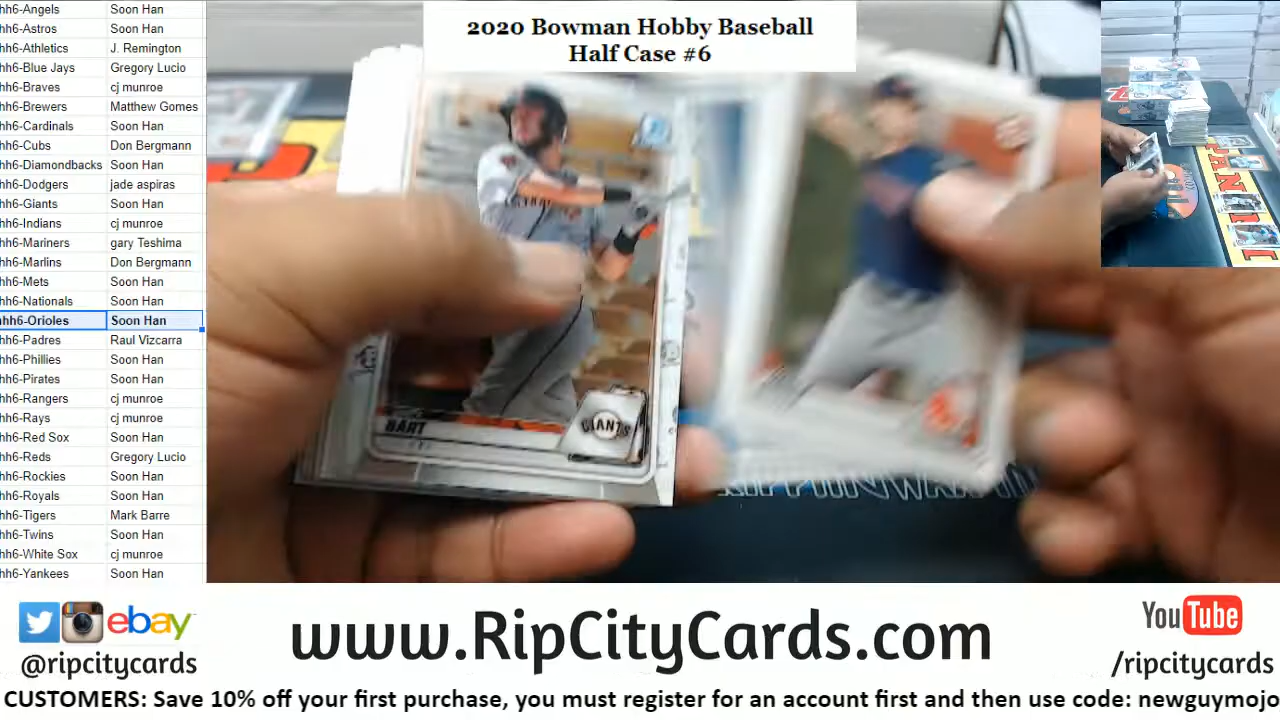 2020 Bowman Hobby Baseball
Half Case #6
hh6-Angels Soon Han
hh6-Astros Soon Han
hh6-Athletics J. Remington
hh6-Blue Jays Gregory Lucio
hh6-Braves cj munroe
hh6-Brewers Matthew Gomes
hh6-Cardinals Soon Han
hh6-Cubs Don Bergmann
hh6-Diamondbacks Soon Han
hh6-Dodgers jade aspiras
hh6-Giants Soon Han
hh6-Indians cj munroe
hh6-Mariners gary Teshima
hh6-Marlins Don Bergmann
hh6-Mets Soon Han
hh6-Nationals Soon Han
hh6-Orioles Soon Han
hh6-Padres Raul Vizcarra
hh6-Phillies Soon Han
hh6-Pirates Soon Han
hh6-Rangers cj munroe
hh6-Rays cj munroe
hh6-Red Sox Soon Han
hh6-Reds Gregory Lucio
hh6-Rockies Soon Han
hh6-Royals Soon Han
hh6-Tigers Mark Barre
hh6-Twins Soon Han
hh6-White Sox cj munroe
hh6-Yankees Soon Han
BART
GIANTS
PANINI
ebay
@ripcitycards
www.RipCityCards.com
YouTube
/ripcitycards
CUSTOMERS: Save 10% off your first purchase, you must register for an account first and then use code: newguymojo